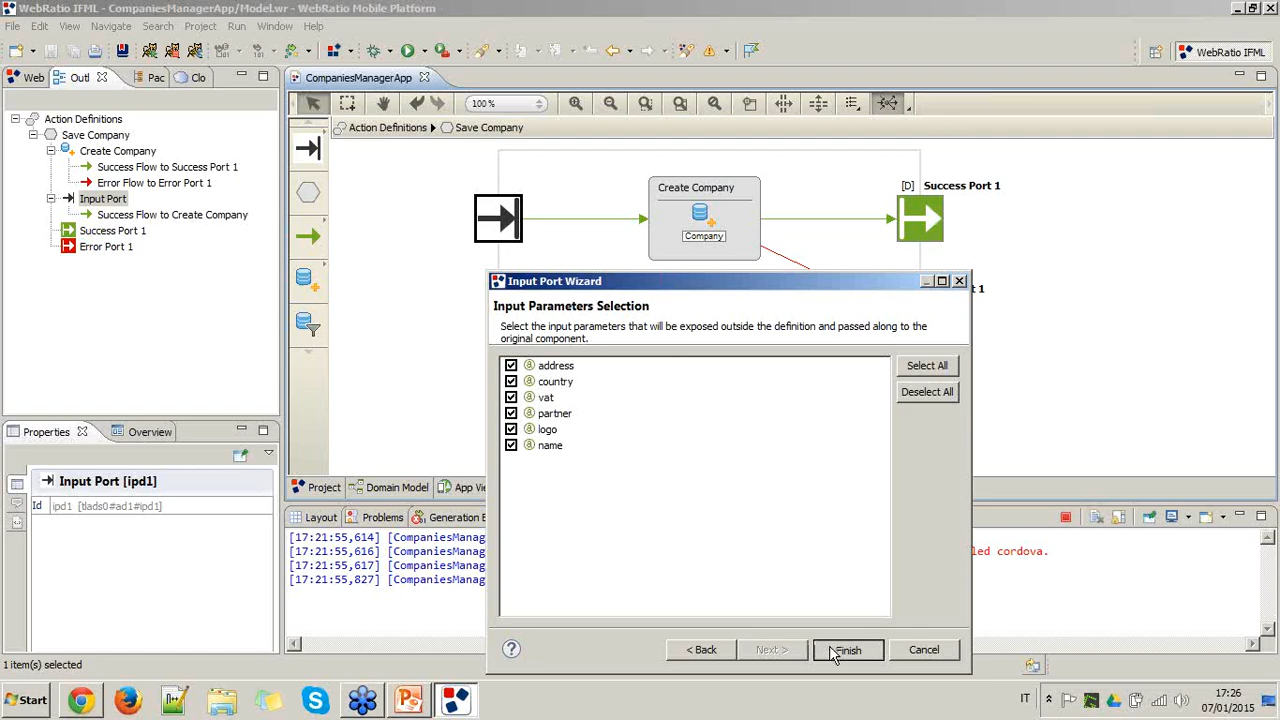 WebRatio IFML - CompaniesManagerApp/Model.wr - WebRatio Mobile Platform
File Edit View Navigate Search Project Run Window Help
WebRatio IFML
Web
Outl
Pac
Clo
CompaniesManagerApp
100 %
Action Definitions
Save Company
Create Company
Success Flow to Success Port 1
Error Flow to Error Port 1
Input Port
Success Flow to Create Company
Success Port 1
Error Port 1
Action Definitions
Save Company
Create Company
Company
[D]
Success Port 1
t 1
Input Port Wizard
Input Parameters Selection
Select the input parameters that will be exposed outside the definition and passed along to the
original component.
address
country
vat
partner
logo
name
Select All
Deselect All
< Back
Next >
Finish
Cancel
Properties
Overview
Input Port [ipd1]
Id
ipd1 [tlads0#ad1#ipd1]
Project
Domain Model
App Vie
Layout
Problems
Generation E
[17:21:55,614] [CompaniesManag
[17:21:55,616] [CompaniesManag
[17:21:55,617] [CompaniesManag
[17:21:55,827] [CompaniesManag
led cordova.
1 item(s) selected
Start
IT
17:26
07/01/2015